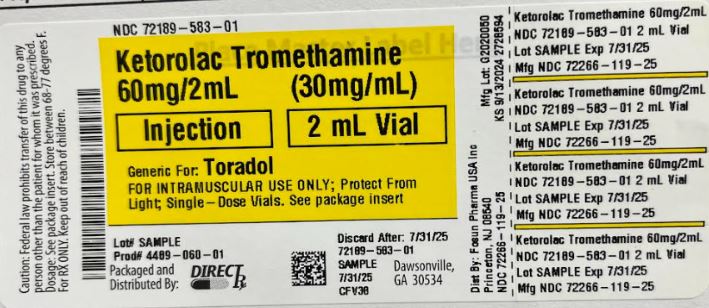 Caution: Federal law prohibits transfer of this drug to any
person other than the patient for whom it was prescribed.
Dosage: See package insert. Store between 68-77 degrees F.
For RX ONLY. Keep out of reach of children.
NDC 72189-583-01
Ketorolac Tromethamine
60mg/2mL (30mg/mL)
Injection 2 mL Vial
Generic For: Toradol
FOR INTRAMUSCULAR USE ONLY; Protect From
Light; Single-Dose Vials. See package insert
Lot# SAMPLE
Prod# 4489-060-01
Packaged and
Distributed By: DIRECT Rx
Discard After: 7/31/25
72189-583-01
SAMPLE
7/31/25
CFV36
Dawsonville,
GA 30534
Mfg Lot: G2020050
KS 9/13/2024 2728594
Dist By: Fosun Pharma USA Inc
Princeton, NJ 08540
NDC 72266-119-25
Ketorolac Tromethamine 60mg/2mL
NDC 72189-583-01 2 mL Vial
Lot SAMPLE Exp 7/31/25
Mfg NDC 72266-119-25
Ketorolac Tromethamine 60mg/2mL
NDC 72189-583-01 2 mL Vial
Lot SAMPLE Exp 7/31/25
Mfg NDC 72266-119-25
Ketorolac Tromethamine 60mg/2mL
NDC 72189-583-01 2 mL Vial
Lot SAMPLE Exp 7/31/25
Mfg NDC 72266-119-25
Ketorolac Tromethamine 60mg/2mL
NDC 72189-583-01 2 mL Vial
Lot SAMPLE Exp 7/31/25
Mfg NDC 72266-119-25